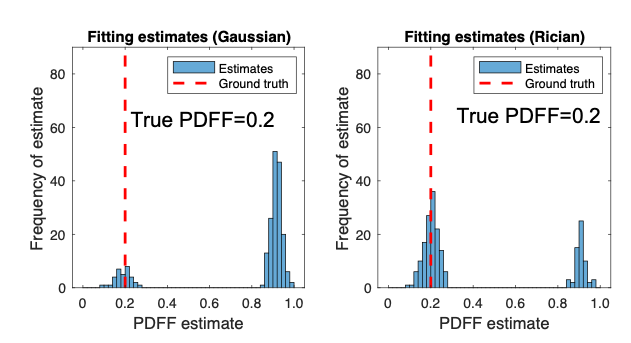 Fitting estimates (Gaussian)
Frequency of estimate
80
60
40
20
0
Estimates
Ground truth
True PDFF=0.2
0 0.2 0.4 0.6 0.8 1.0
PDFF estimate
Fitting estimates (Rician)
Frequency of estimate
80
60
40
20
0
Estimates
Ground truth
True PDFF=0.2
0 0.2 0.4 0.6 0.8 1.0
PDFF estimate